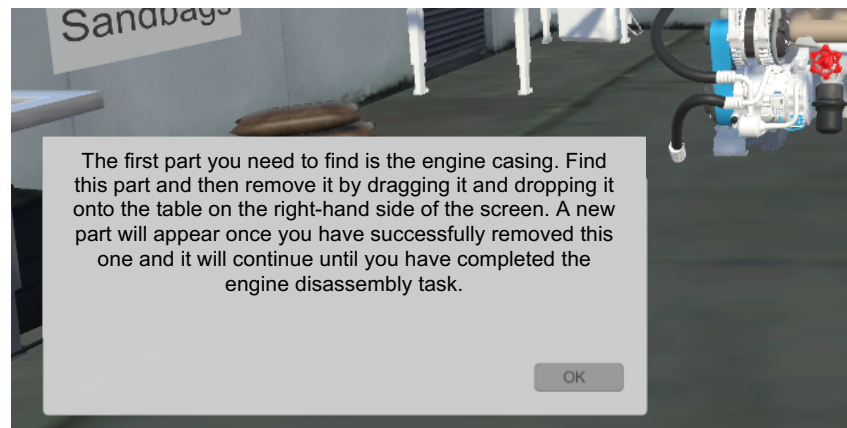 Sandbags
The first part you need to find is the engine casing. Find
this part and then remove it by dragging it and dropping it
onto the table on the right-hand side of the screen. A new
part will appear once you have successfully removed this
one and it will continue until you have completed the
engine disassembly task.
OK